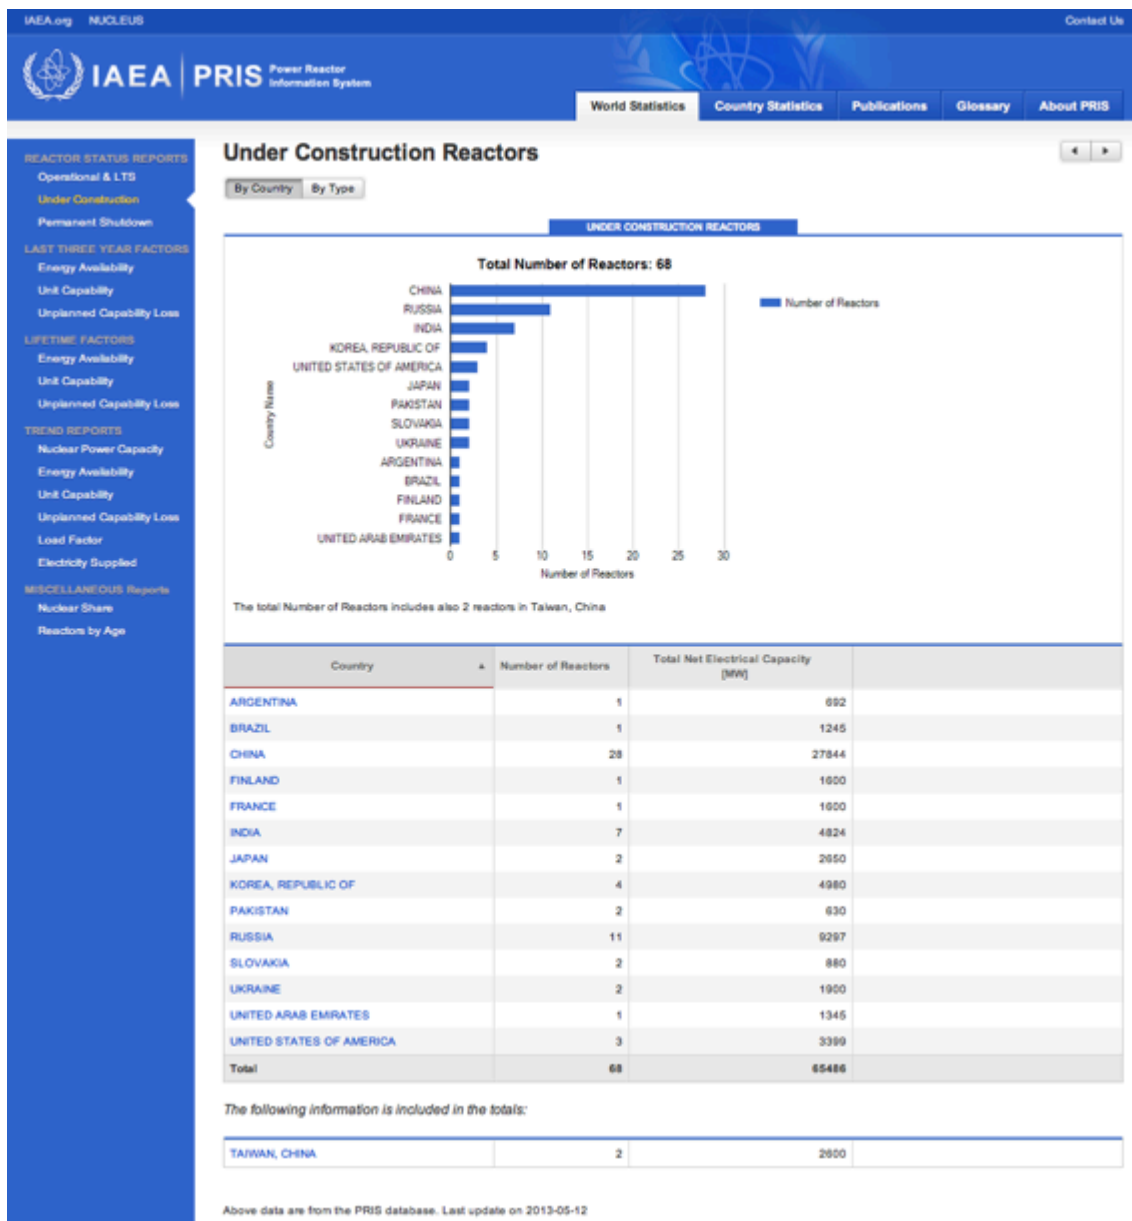 IAEA.org NUCLEUS Contact Us
IAEA PRIS Power Reactor
Information System
World Statistics Country Statistics Publications Glossary About PRIS
REACTOR STATUS REPORTS
Operational & LTS
Under Construction
Permanent Shutdown
LAST THREE YEAR FACTORS
Energy Availability
Unit Capability
Unplanned Capability Loss
LIFETIME FACTORS
Energy Availability
Unit Capability
Unplanned Capability Loss
TREND REPORTS
Nuclear Power Capacity
Energy Availability
Unit Capability
Unplanned Capability Loss
Load Factor
Electricity Supplied
MISCELLANEOUS Reports
Nuclear Share
Reactors by Age
Under Construction Reactors
By Country By Type
UNDER CONSTRUCTION REACTORS
Total Number of Reactors: 68
CHINA
RUSSIA
INDIA
KOREA, REPUBLIC OF
UNITED STATES OF AMERICA
JAPAN
PAKISTAN
SLOVAKIA
UKRAINE
ARGENTINA
BRAZIL
FINLAND
FRANCE
UNITED ARAB EMIRATES
Country Name
0 5 10 15 20 25 30
Number of Reactors
Number of Reactors
The total Number of Reactors includes also 2 reactors in Taiwan, China
Country Number of Reactors Total Net Electrical Capacity
[MW]
ARGENTINA 1 692
BRAZIL 1 1245
CHINA 28 27844
FINLAND 1 1600
FRANCE 1 1600
INDIA 7 4824
JAPAN 2 2650
KOREA, REPUBLIC OF 4 4980
PAKISTAN 2 630
RUSSIA 11 9297
SLOVAKIA 2 880
UKRAINE 2 1900
UNITED ARAB EMIRATES 1 1345
UNITED STATES OF AMERICA 3 3399
Total 68 65486
The following information is included in the totals:
TAIWAN, CHINA 2 2600
Above data are from the PRIS database. Last update on 2013-05-12